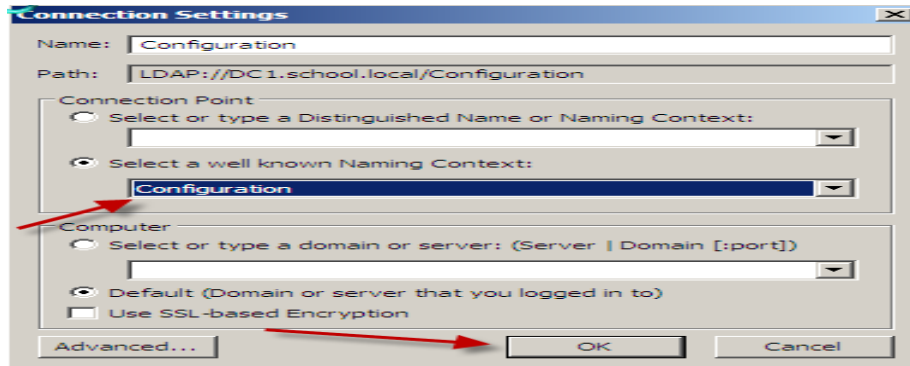 Connection Settings
Name: Configuration
Path: LDAP://DC1.school.local/Configuration
Connection Point
Select or type a Distinguished Name or Naming Context:
Select a well known Naming Context:
Configuration
Computer
Select or type a domain or server: (Server | Domain [:port])
Default (Domain or server that you logged in to)
Use SSL-based Encryption
Advanced... OK Cancel